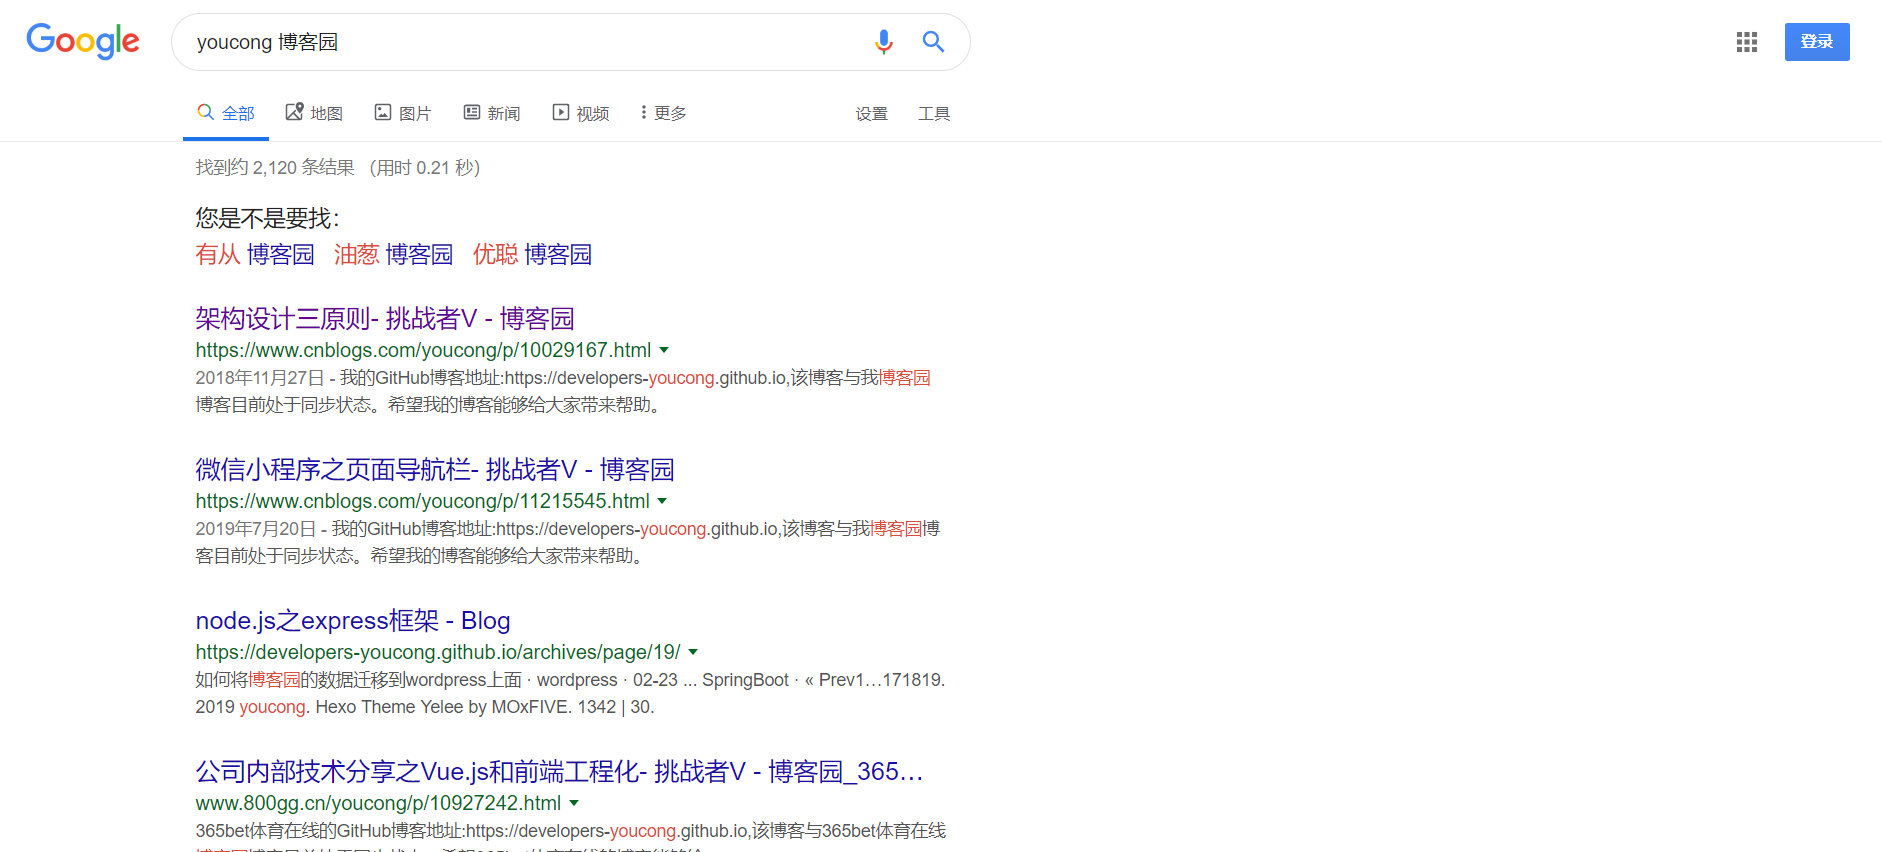 Google
youcong 博客园
登录
全部 地图 图片 新闻 视频 更多 设置 工具
找到约 2,120 条结果 （用时 0.21 秒）
您是不是要找：
有从 博客园 油葱 博客园 优聪 博客园
架构设计三原则- 挑战者V - 博客园
https://www.cnblogs.com/youcong/p/10029167.html
2018年11月27日 - 我的GitHub博客地址:https://developers-youcong.github.io,该博客与我博客园
博客目前处于同步状态。希望我的博客能够给大家带来帮助。
微信小程序之页面导航栏- 挑战者V - 博客园
https://www.cnblogs.com/youcong/p/11215545.html
2019年7月20日 - 我的GitHub博客地址:https://developers-youcong.github.io,该博客与我博客园博
客目前处于同步状态。希望我的博客能够给大家带来帮助。
node.js之express框架 - Blog
https://developers-youcong.github.io/archives/page/19/
如何将博客园的数据迁移到wordpress上面 · wordpress · 02-23 ... SpringBoot · « Prev1…171819.
2019 youcong. Hexo Theme Yelee by MOxFIVE. 1342 | 30.
公司内部技术分享之Vue.js和前端工程化- 挑战者V - 博客园_365…
www.800gg.cn/youcong/p/10927242.html
365bet体育在线的GitHub博客地址:https://developers-youcong.github.io,该博客与365bet体育在线